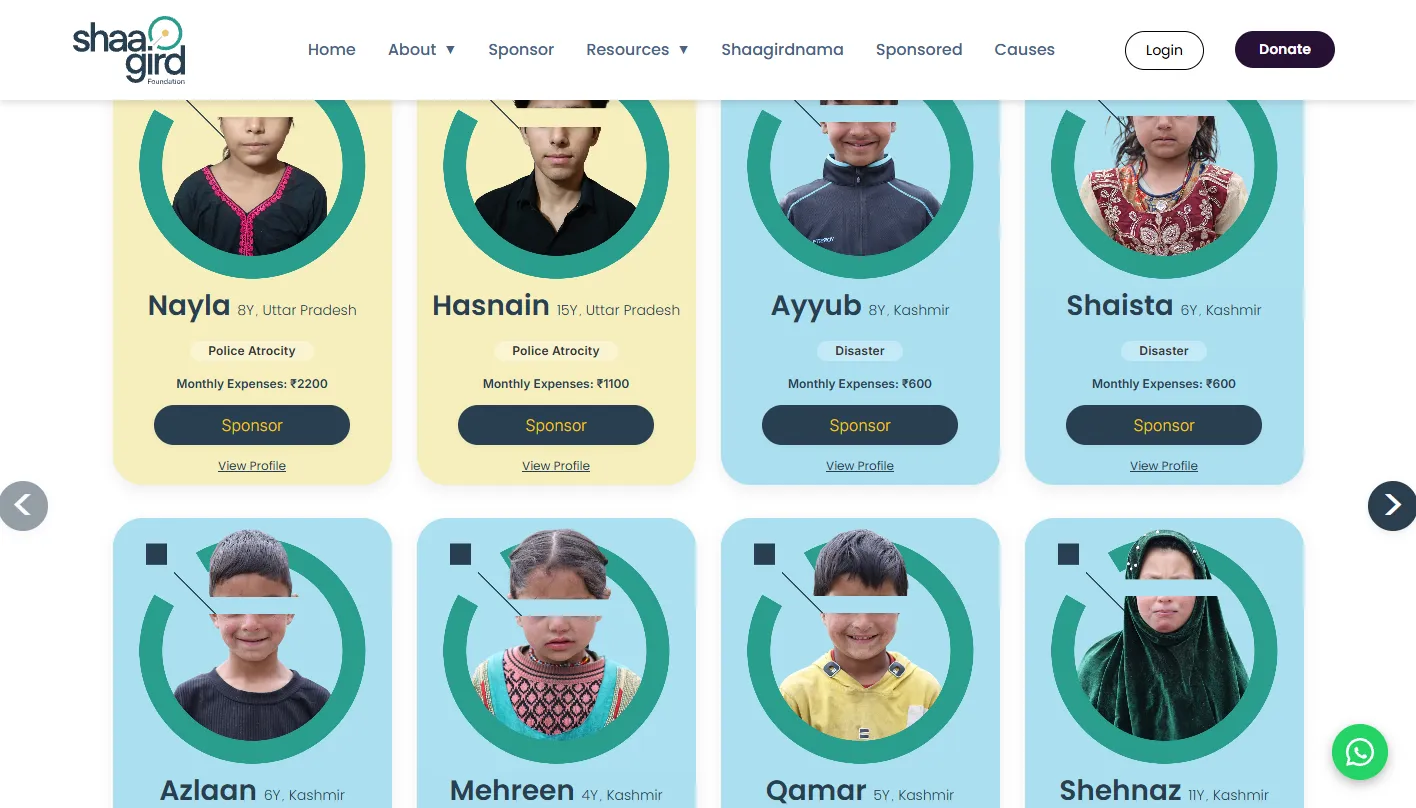 shaa.
gird
Foundation
Home About ▼ Sponsor Resources ▼ Shaagirdnama Sponsored Causes Login Donate
Nayla 8Y, Uttar Pradesh
Police Atrocity
Monthly Expenses: ₹2200
Sponsor
View Profile
Hasnain 15Y, Uttar Pradesh
Police Atrocity
Monthly Expenses: ₹1100
Sponsor
View Profile
Ayyub 8Y, Kashmir
Disaster
Monthly Expenses: ₹600
Sponsor
View Profile
Shaista 6Y, Kashmir
Disaster
Monthly Expenses: ₹600
Sponsor
View Profile
Azlaan 6Y, Kashmir
Mehreen 4Y, Kashmir
Qamar 5Y, Kashmir
Shehnaz 11Y, Kashmir